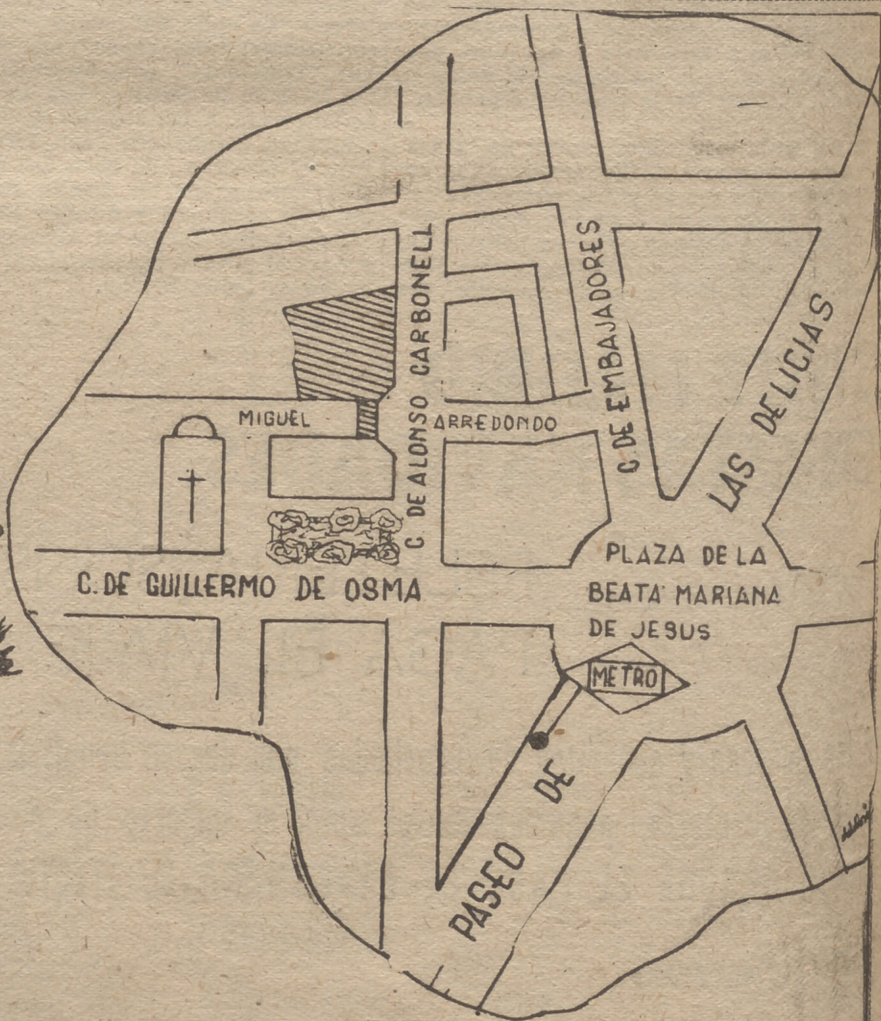 C. DE ALONSO CARBONELL
C. DE EMBAJADORES
LAS DELICIAS
MIGUEL ARREDONDO
C. DE GUILLERMO DE OSMA
PLAZA DE LA
BEATA MARIANA
DE JESUS
METRO
PASEO DE